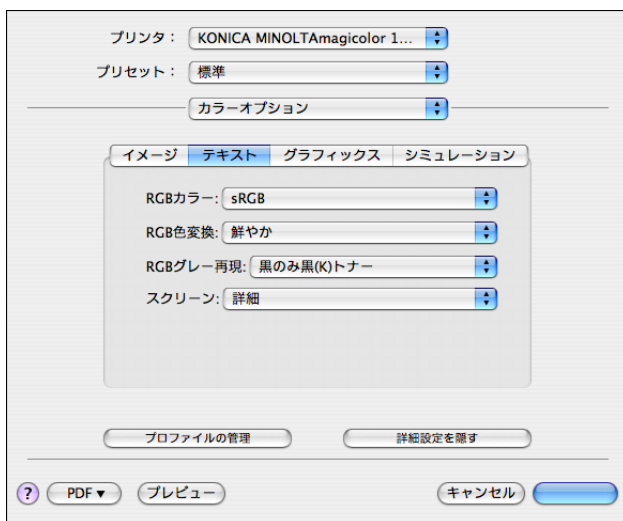 プリンタ： KONICA MINOLTAmagicolor 1...
プリセット： 標準
カラーオプション
イメージ テキスト グラフィックス シミュレーション
RGBカラー: sRGB
RGB色変換: 鮮やか
RGBグレー再現: 黒のみ黒(K)トナー
スクリーン: 詳細
プロファイルの管理 詳細設定を隠す
? PDF▼ プレビュー キャンセル